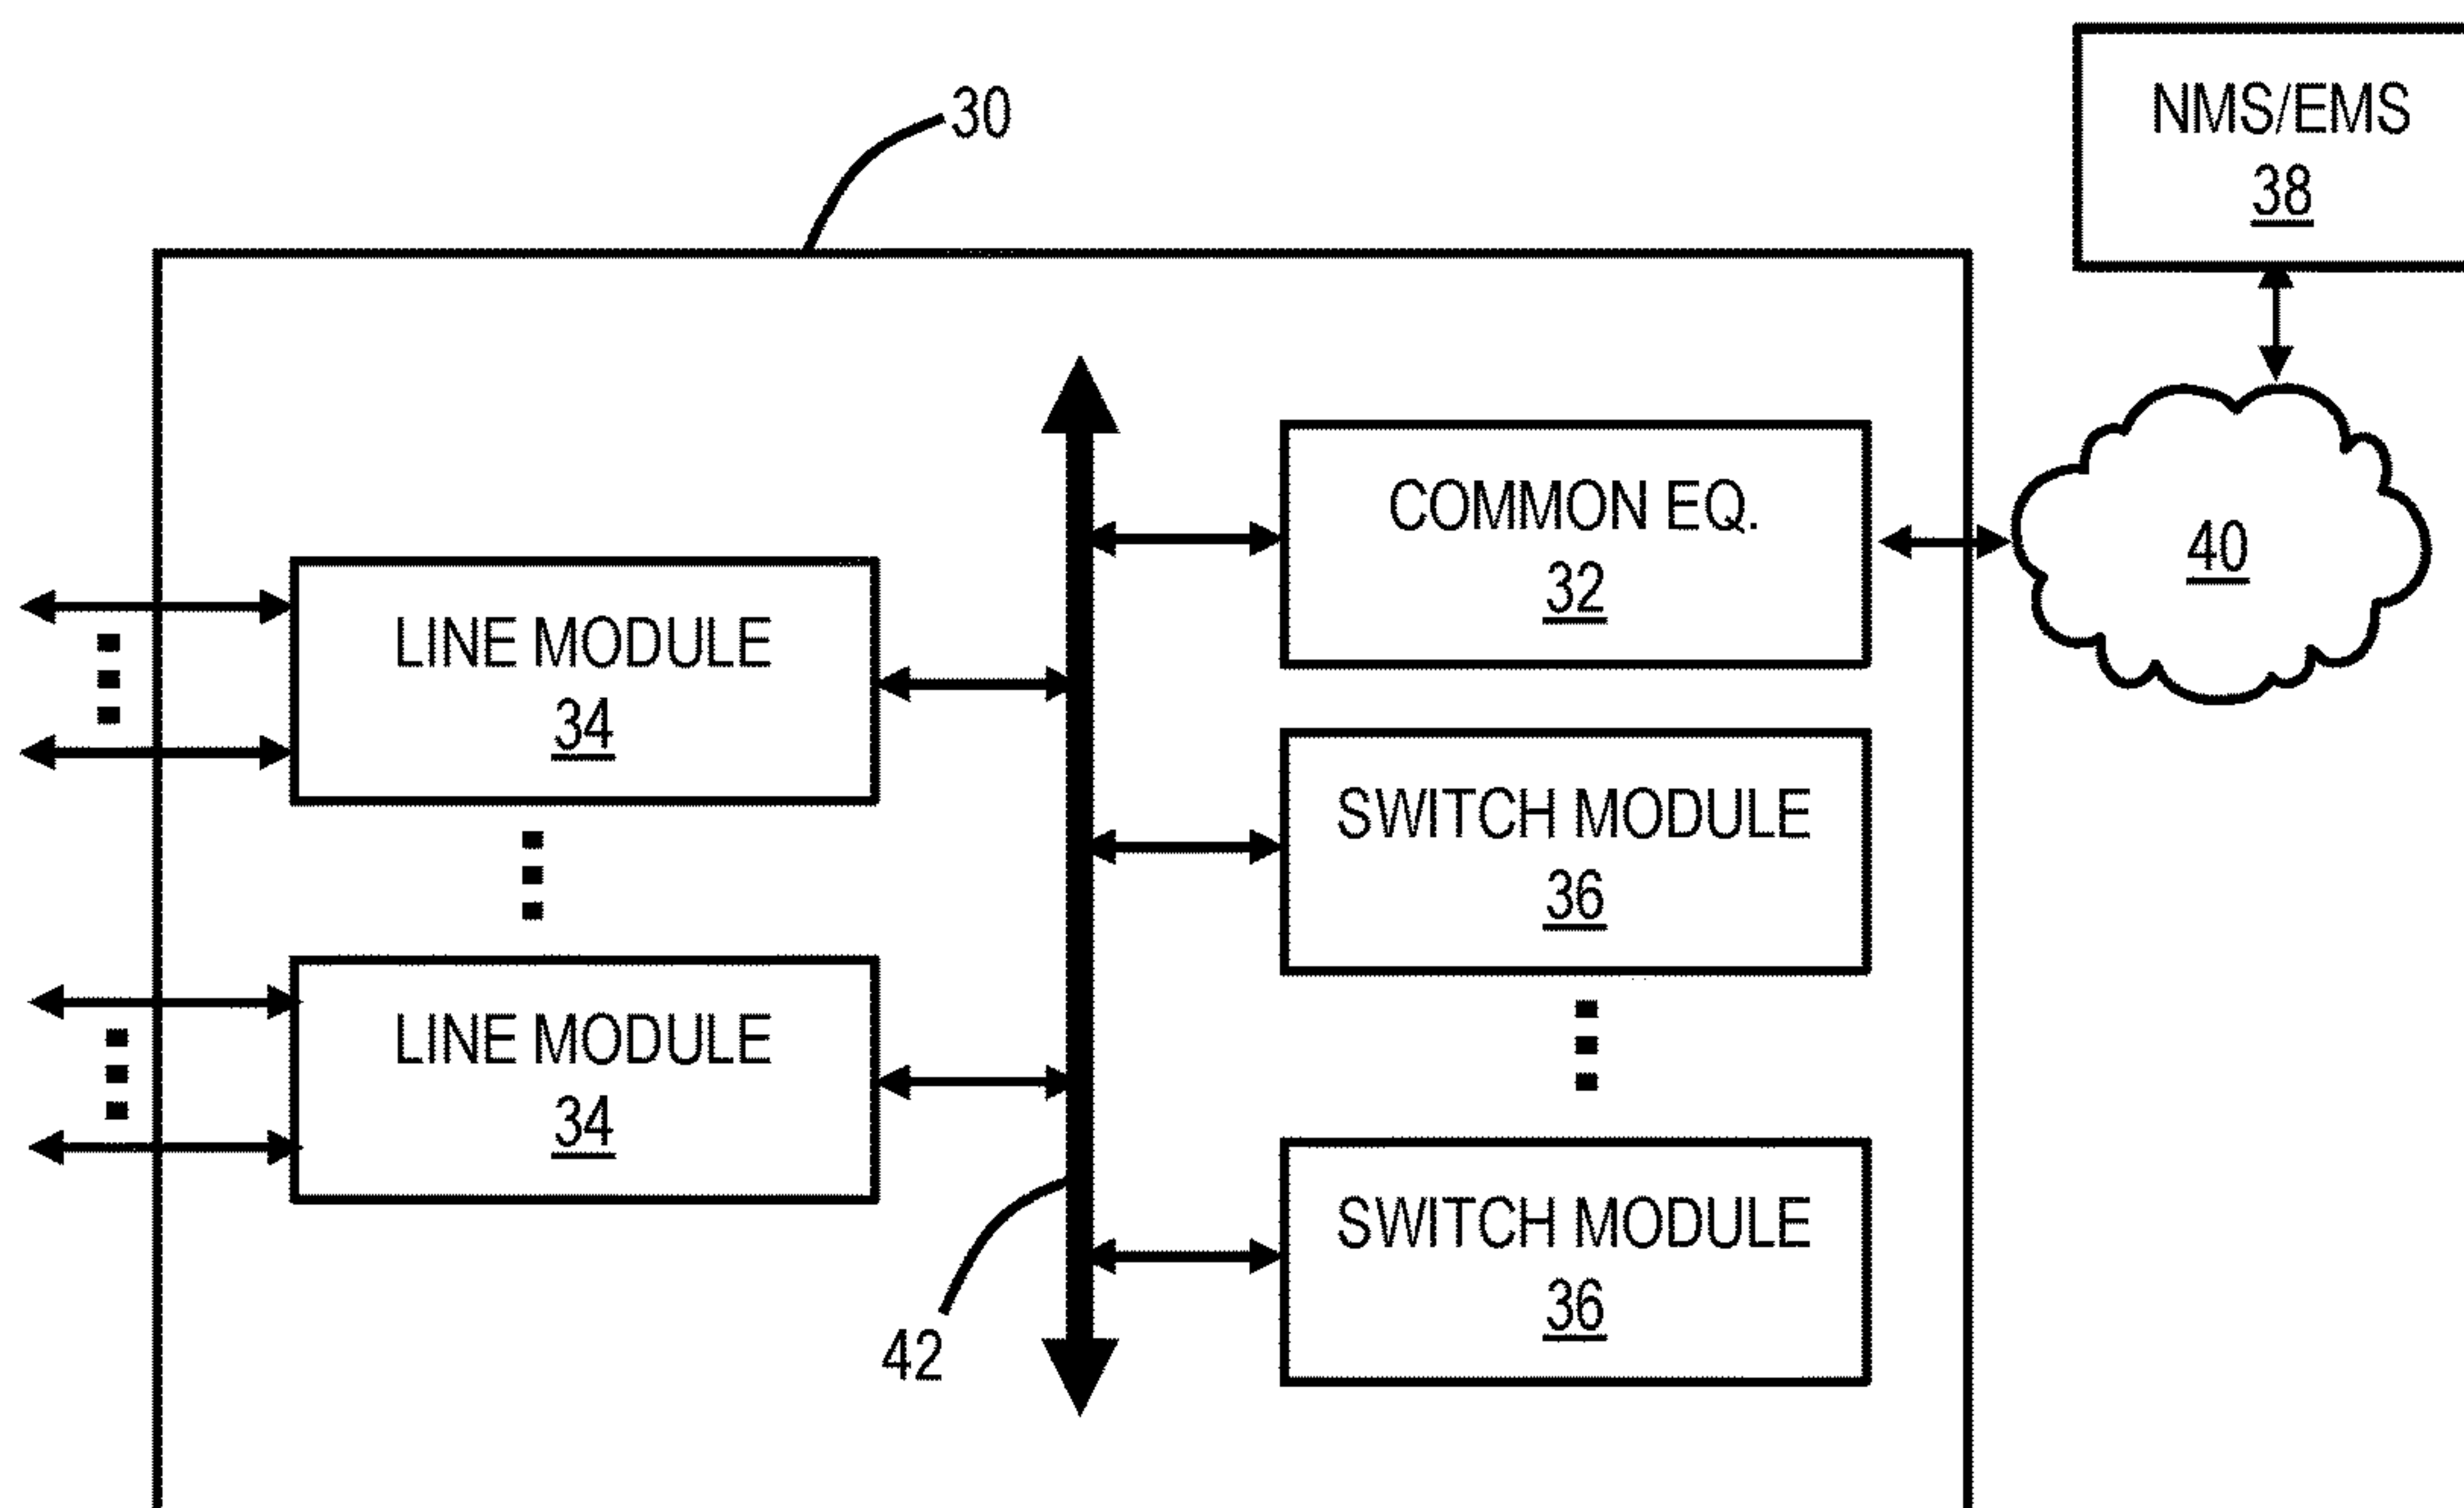 30
NMS/EMS
38
COMMON EQ.
32
40
LINE MODULE
34
SWITCH MODULE
36
LINE MODULE
34
SWITCH MODULE
36
42